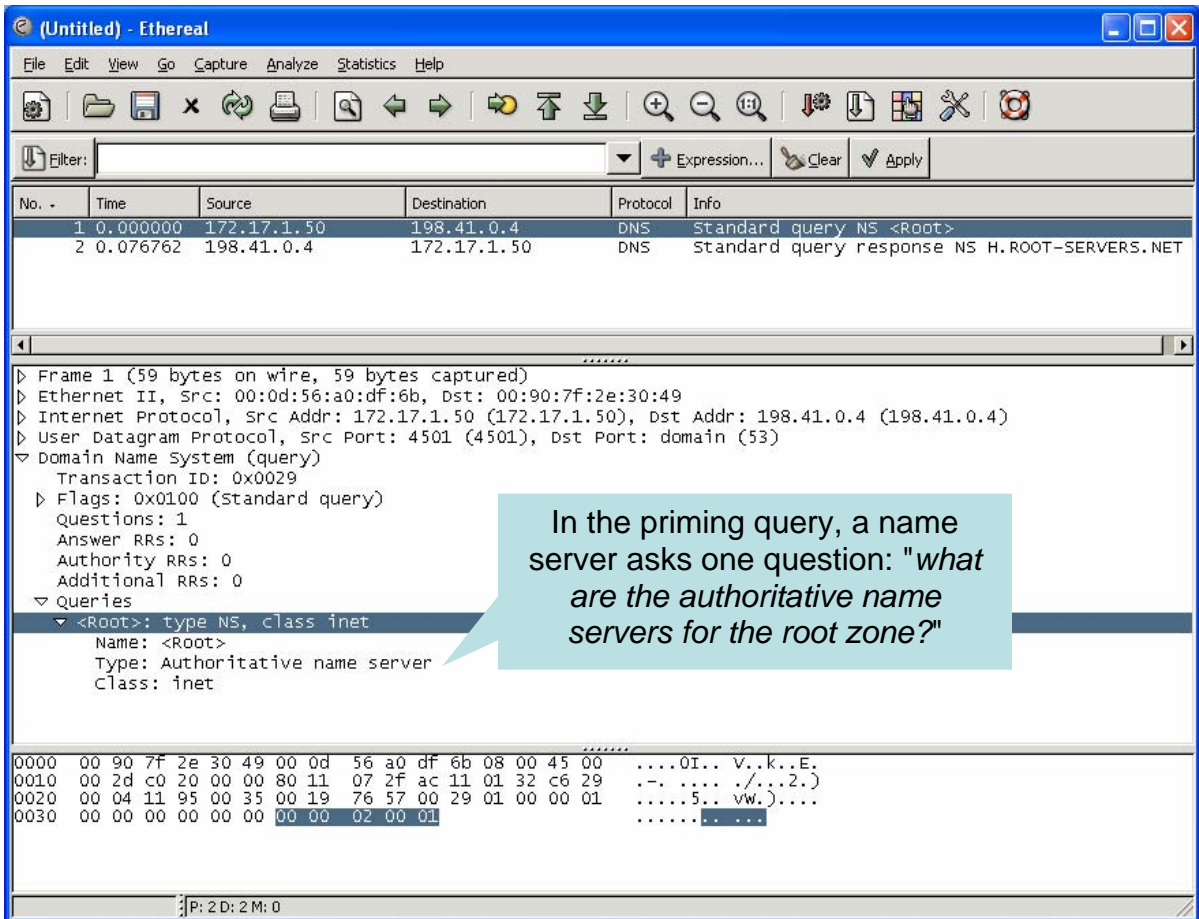 (Untitled) - Ethereal
File Edit View Go Capture Analyze Statistics Help
Filter: Expression... Clear Apply
No. - Time Source Destination Protocol Info
1 0.000000 172.17.1.50 198.41.0.4 DNS Standard query NS <Root>
2 0.076762 198.41.0.4 172.17.1.50 DNS Standard query response NS H.ROOT-SERVERS.NET
Frame 1 (59 bytes on wire, 59 bytes captured)
Ethernet II, Src: 00:0d:56:a0:df:6b, Dst: 00:90:7f:2e:30:49
Internet Protocol, Src Addr: 172.17.1.50 (172.17.1.50), Dst Addr: 198.41.0.4 (198.41.0.4)
User Datagram Protocol, Src Port: 4501 (4501), Dst Port: domain (53)
Domain Name System (query)
Transaction ID: 0x0029
Flags: 0x0100 (Standard query)
Questions: 1
Answer RRs: 0
Authority RRs: 0
Additional RRs: 0
Queries
<Root>: type NS, class inet
Name: <Root>
Type: Authoritative name server
Class: inet
In the priming query, a name
server asks one question: "what
are the authoritative name
servers for the root zone?"
0000 00 90 7f 2e 30 49 00 0d 56 a0 df 6b 08 00 45 00 ....0I.. V..k..E.
0010 00 2d c0 20 00 00 80 11 07 2f ac 11 01 32 c6 29 .-. .... ./...2.)
0020 00 04 11 95 00 35 00 19 76 57 00 29 01 00 00 01 .....5.. vW.)....
0030 00 00 00 00 00 00 00 00 02 00 01 ........ ...
P: 2 D: 2 M: 0